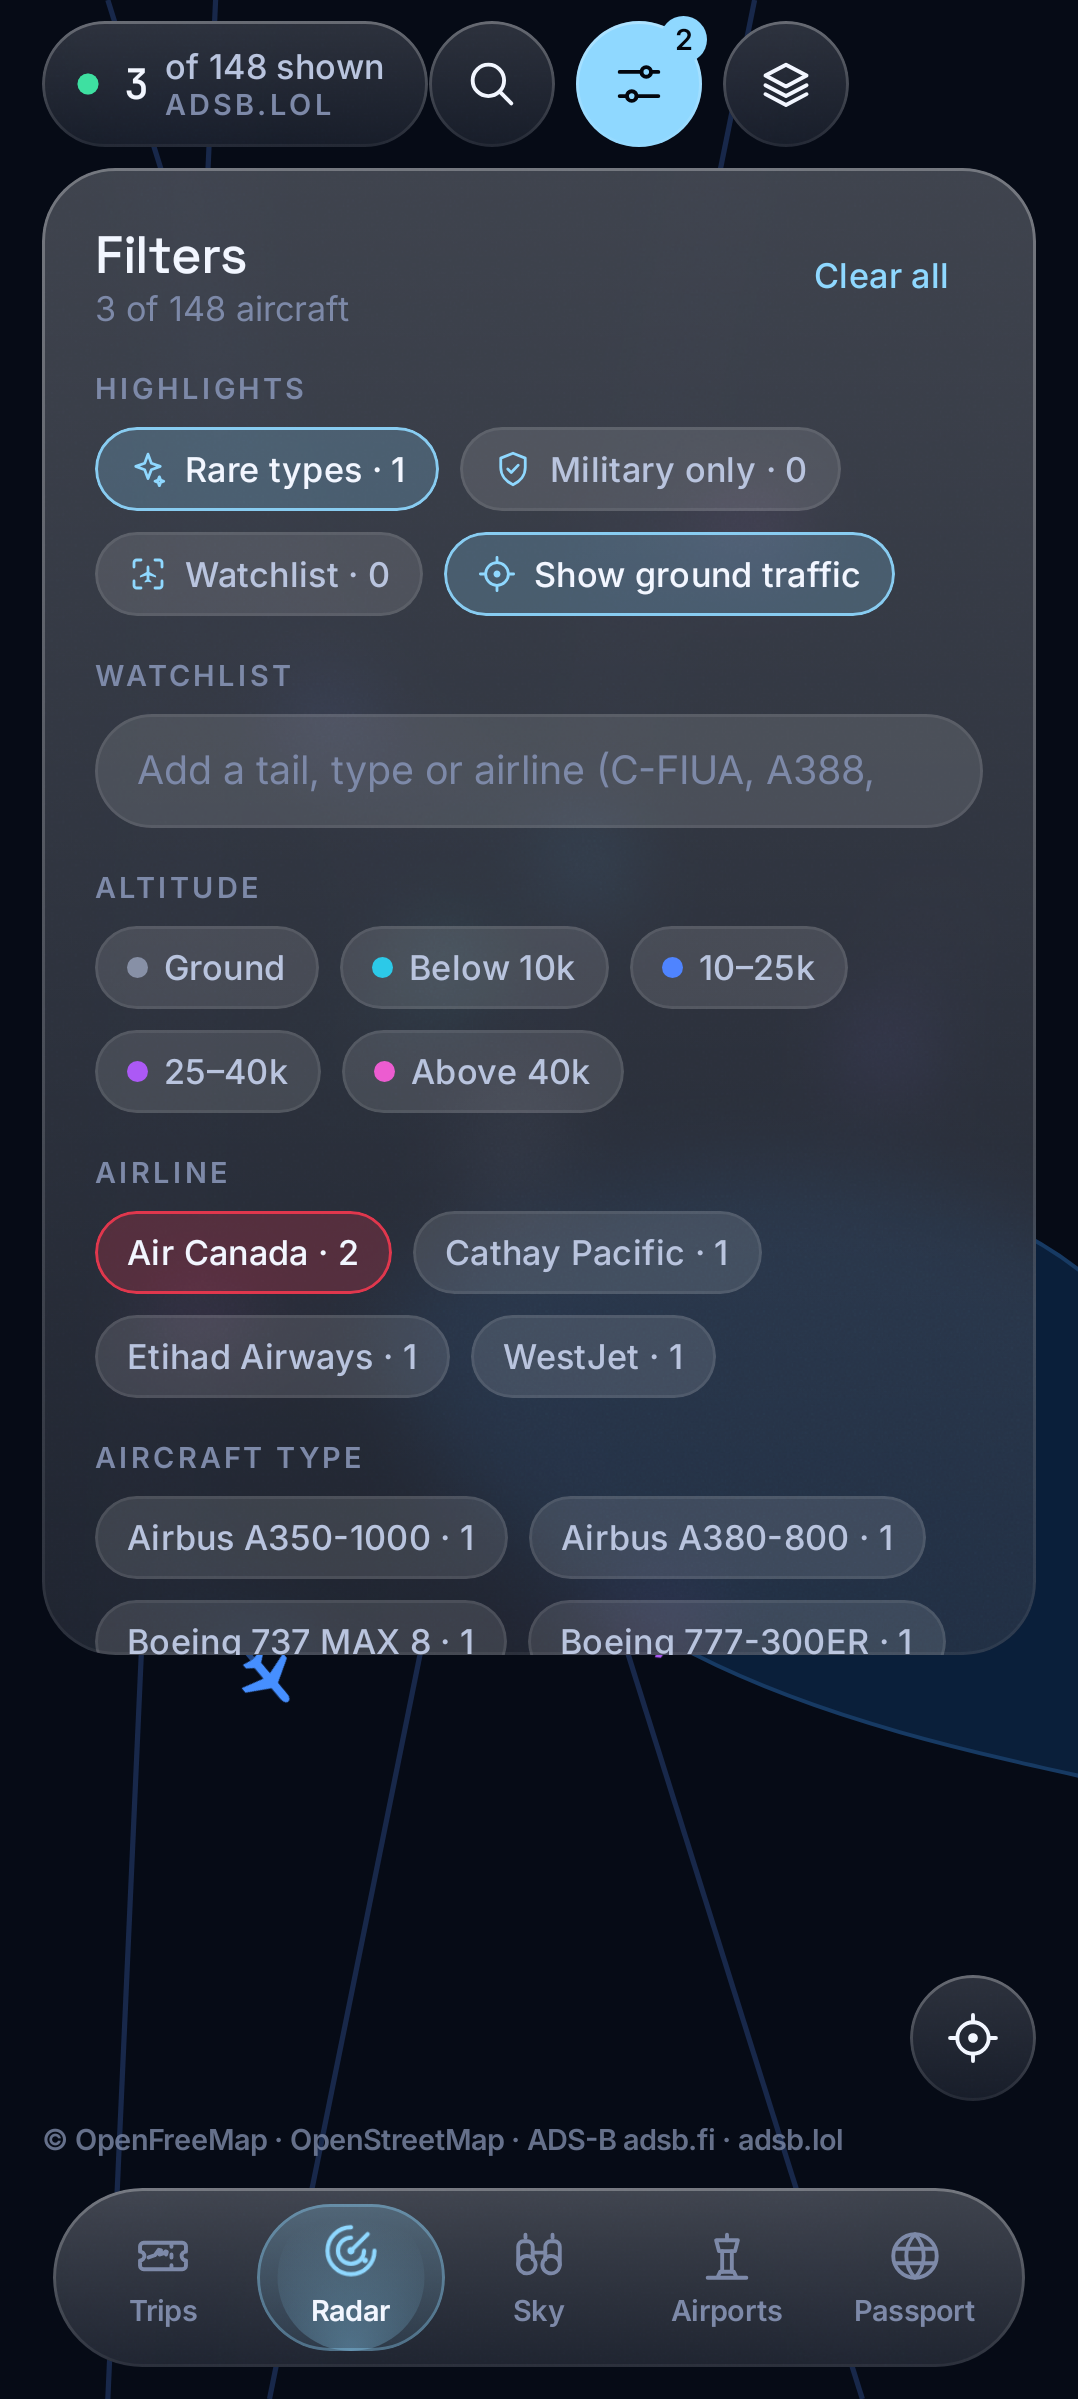 3 of 148 shown
ADSB.LOL
2
Filters
3 of 148 aircraft
Clear all
HIGHLIGHTS
Rare types · 1
Military only · 0
Watchlist · 0
Show ground traffic
WATCHLIST
Add a tail, type or airline (C-FIUA, A388,
ALTITUDE
Ground
Below 10k
10–25k
25–40k
Above 40k
AIRLINE
Air Canada · 2
Cathay Pacific · 1
Etihad Airways · 1
WestJet · 1
AIRCRAFT TYPE
Airbus A350-1000 · 1
Airbus A380-800 · 1
Boeing 737 MAX 8 · 1
Boeing 777-300ER · 1
© OpenFreeMap · OpenStreetMap · ADS-B adsb.fi · adsb.lol
Trips
Radar
Sky
Airports
Passport